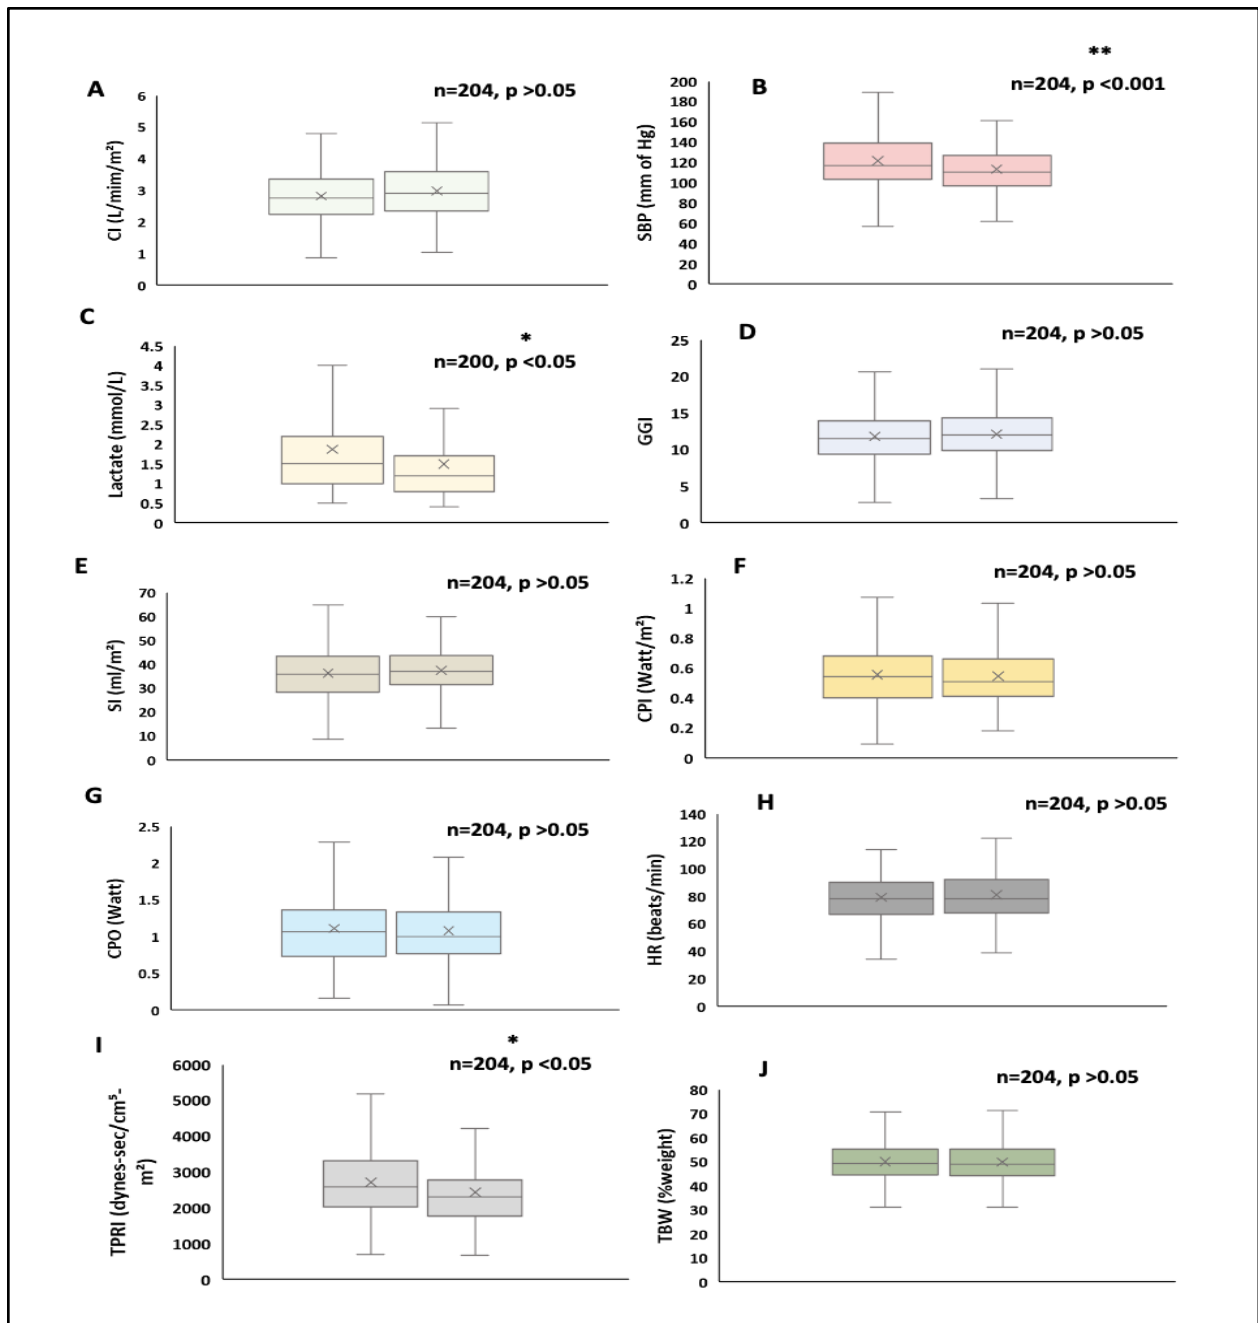 A
n=204, p >0.05
CI (L/mim/m²)
6
5
4
3
2
1
0
**
B
n=204, p <0.001
SBP (mm of Hg)
200
180
160
140
120
100
80
60
40
20
0
C
*
n=200, p <0.05
Lactate (mmol/L)
4.5
4
3.5
3
2.5
2
1.5
1
0.5
0
D
n=204, p >0.05
GGI
25
20
15
10
5
0
E
n=204, p >0.05
SI (ml/m²)
70
60
50
40
30
20
10
0
F
n=204, p >0.05
CPI (Watt/m²)
1.2
1
0.8
0.6
0.4
0.2
0
G
n=204, p >0.05
CPO (Watt)
2.5
2
1.5
1
0.5
0
H
n=204, p >0.05
HR (beats/min)
140
120
100
80
60
40
20
0
I
*
n=204, p <0.05
TPRI (dynes-sec/cm⁵-
m²)
6000
5000
4000
3000
2000
1000
0
J
n=204, p >0.05
TBW (%weight)
80
70
60
50
40
30
20
10
0